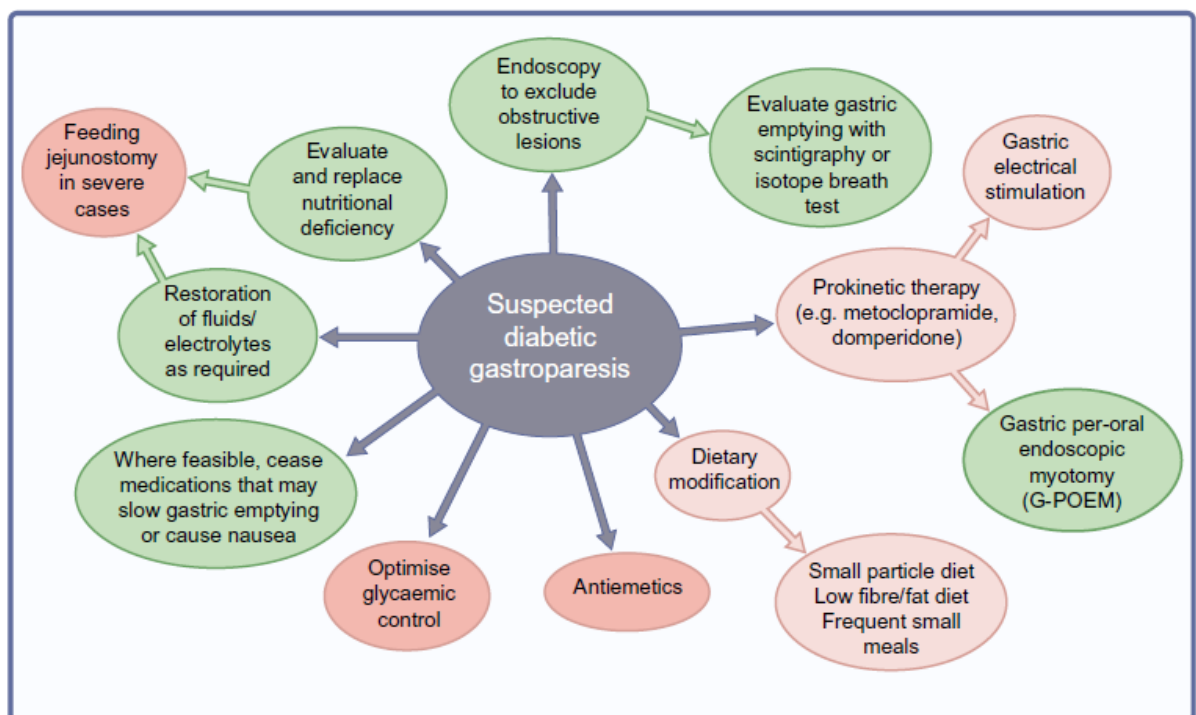 Endoscopy
to exclude
obstructive
lesions
Evaluate gastric
emptying with
scintigraphy or
isotope breath
test
Feeding
jejunostomy
in severe
cases
Evaluate
and replace
nutritional
deficiency
Gastric
electrical
stimulation
Restoration
of fluids/
electrolytes
as required
Suspected
diabetic
gastroparesis
Prokinetic therapy
(e.g. metoclopramide,
domperidone)
Where feasible, cease
medications that may
slow gastric emptying
or cause nausea
Dietary
modification
Gastric per-oral
endoscopic
myotomy
(G-POEM)
Optimise
glycaemic
control
Antiemetics
Small particle diet
Low fibre/fat diet
Frequent small
meals